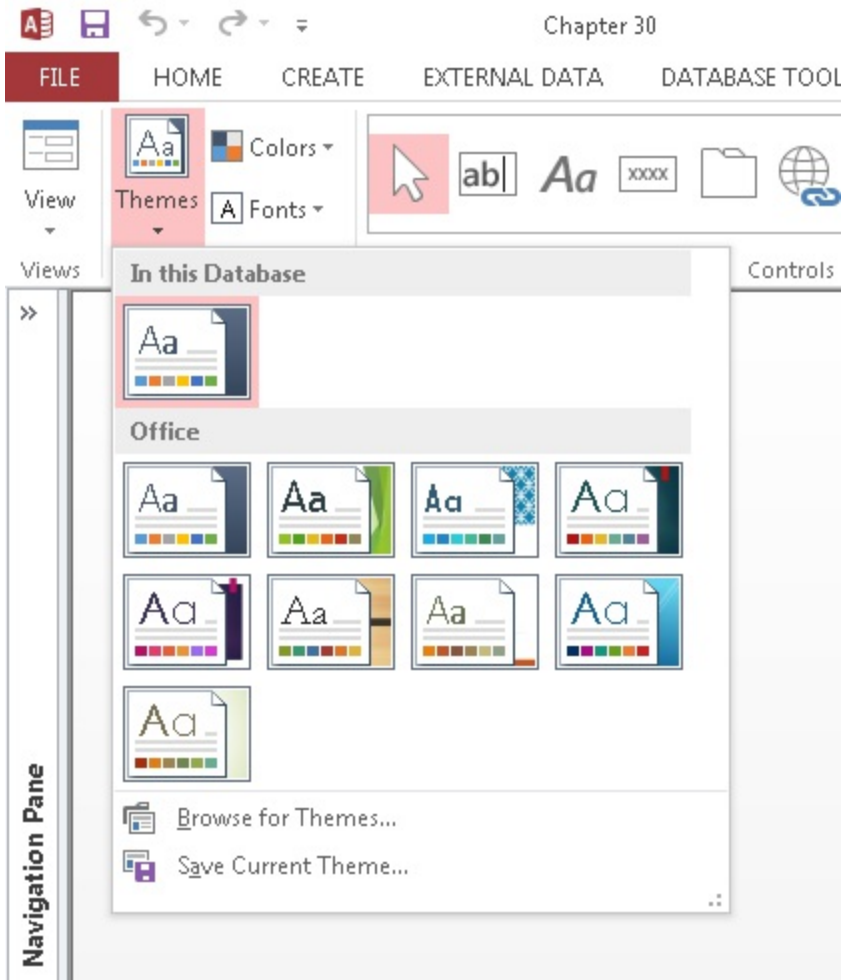 Chapter 30
FILE HOME CREATE EXTERNAL DATA DATABASE TOOL
View
Themes
Colors
Fonts
ab
Aa
xxxx
Views
Controls
In this Database
Aa
Office
Aa Aa Aa Aa
Aa Aa Aa Aa
Aa
Browse for Themes...
Save Current Theme...
Navigation Pane